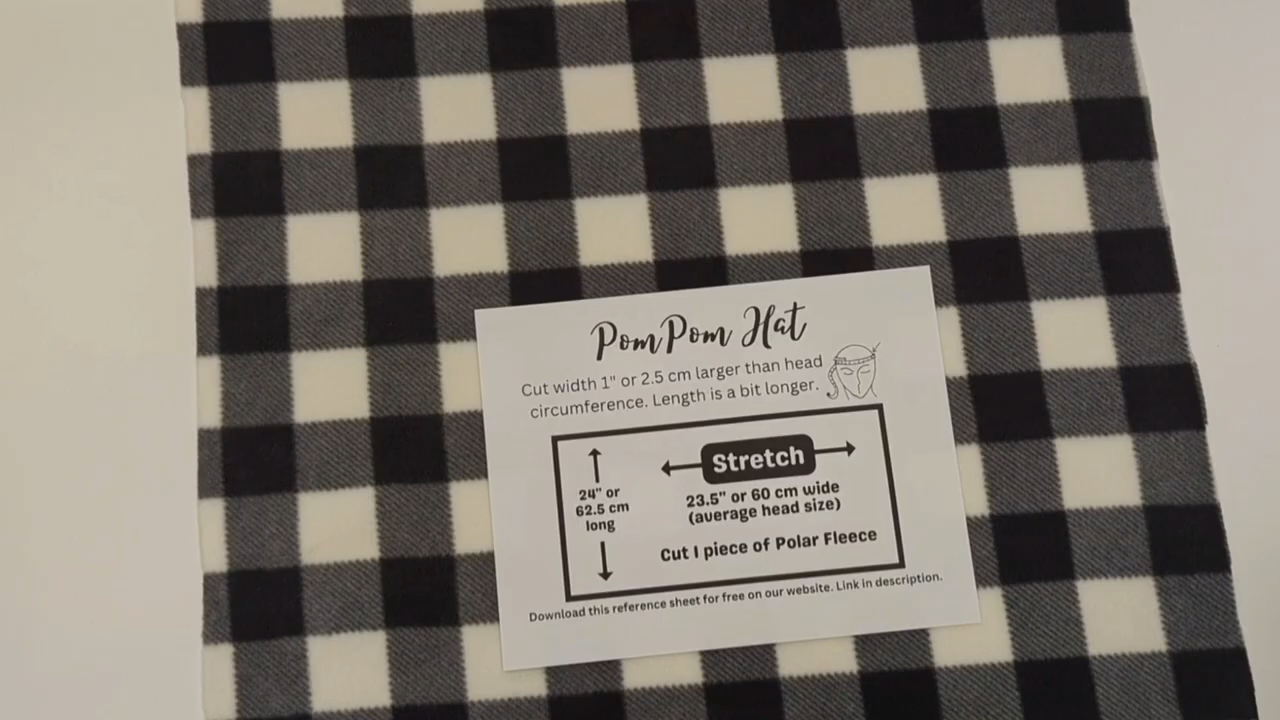 PomPom Hat
Cut width 1" or 2.5 cm larger than head
circumference. Length is a bit longer.
Stretch
24" or
62.5 cm
long
23.5" or 60 cm wide
(average head size)
Cut 1 piece of Polar Fleece
Download this reference sheet for free on our website. Link in description.